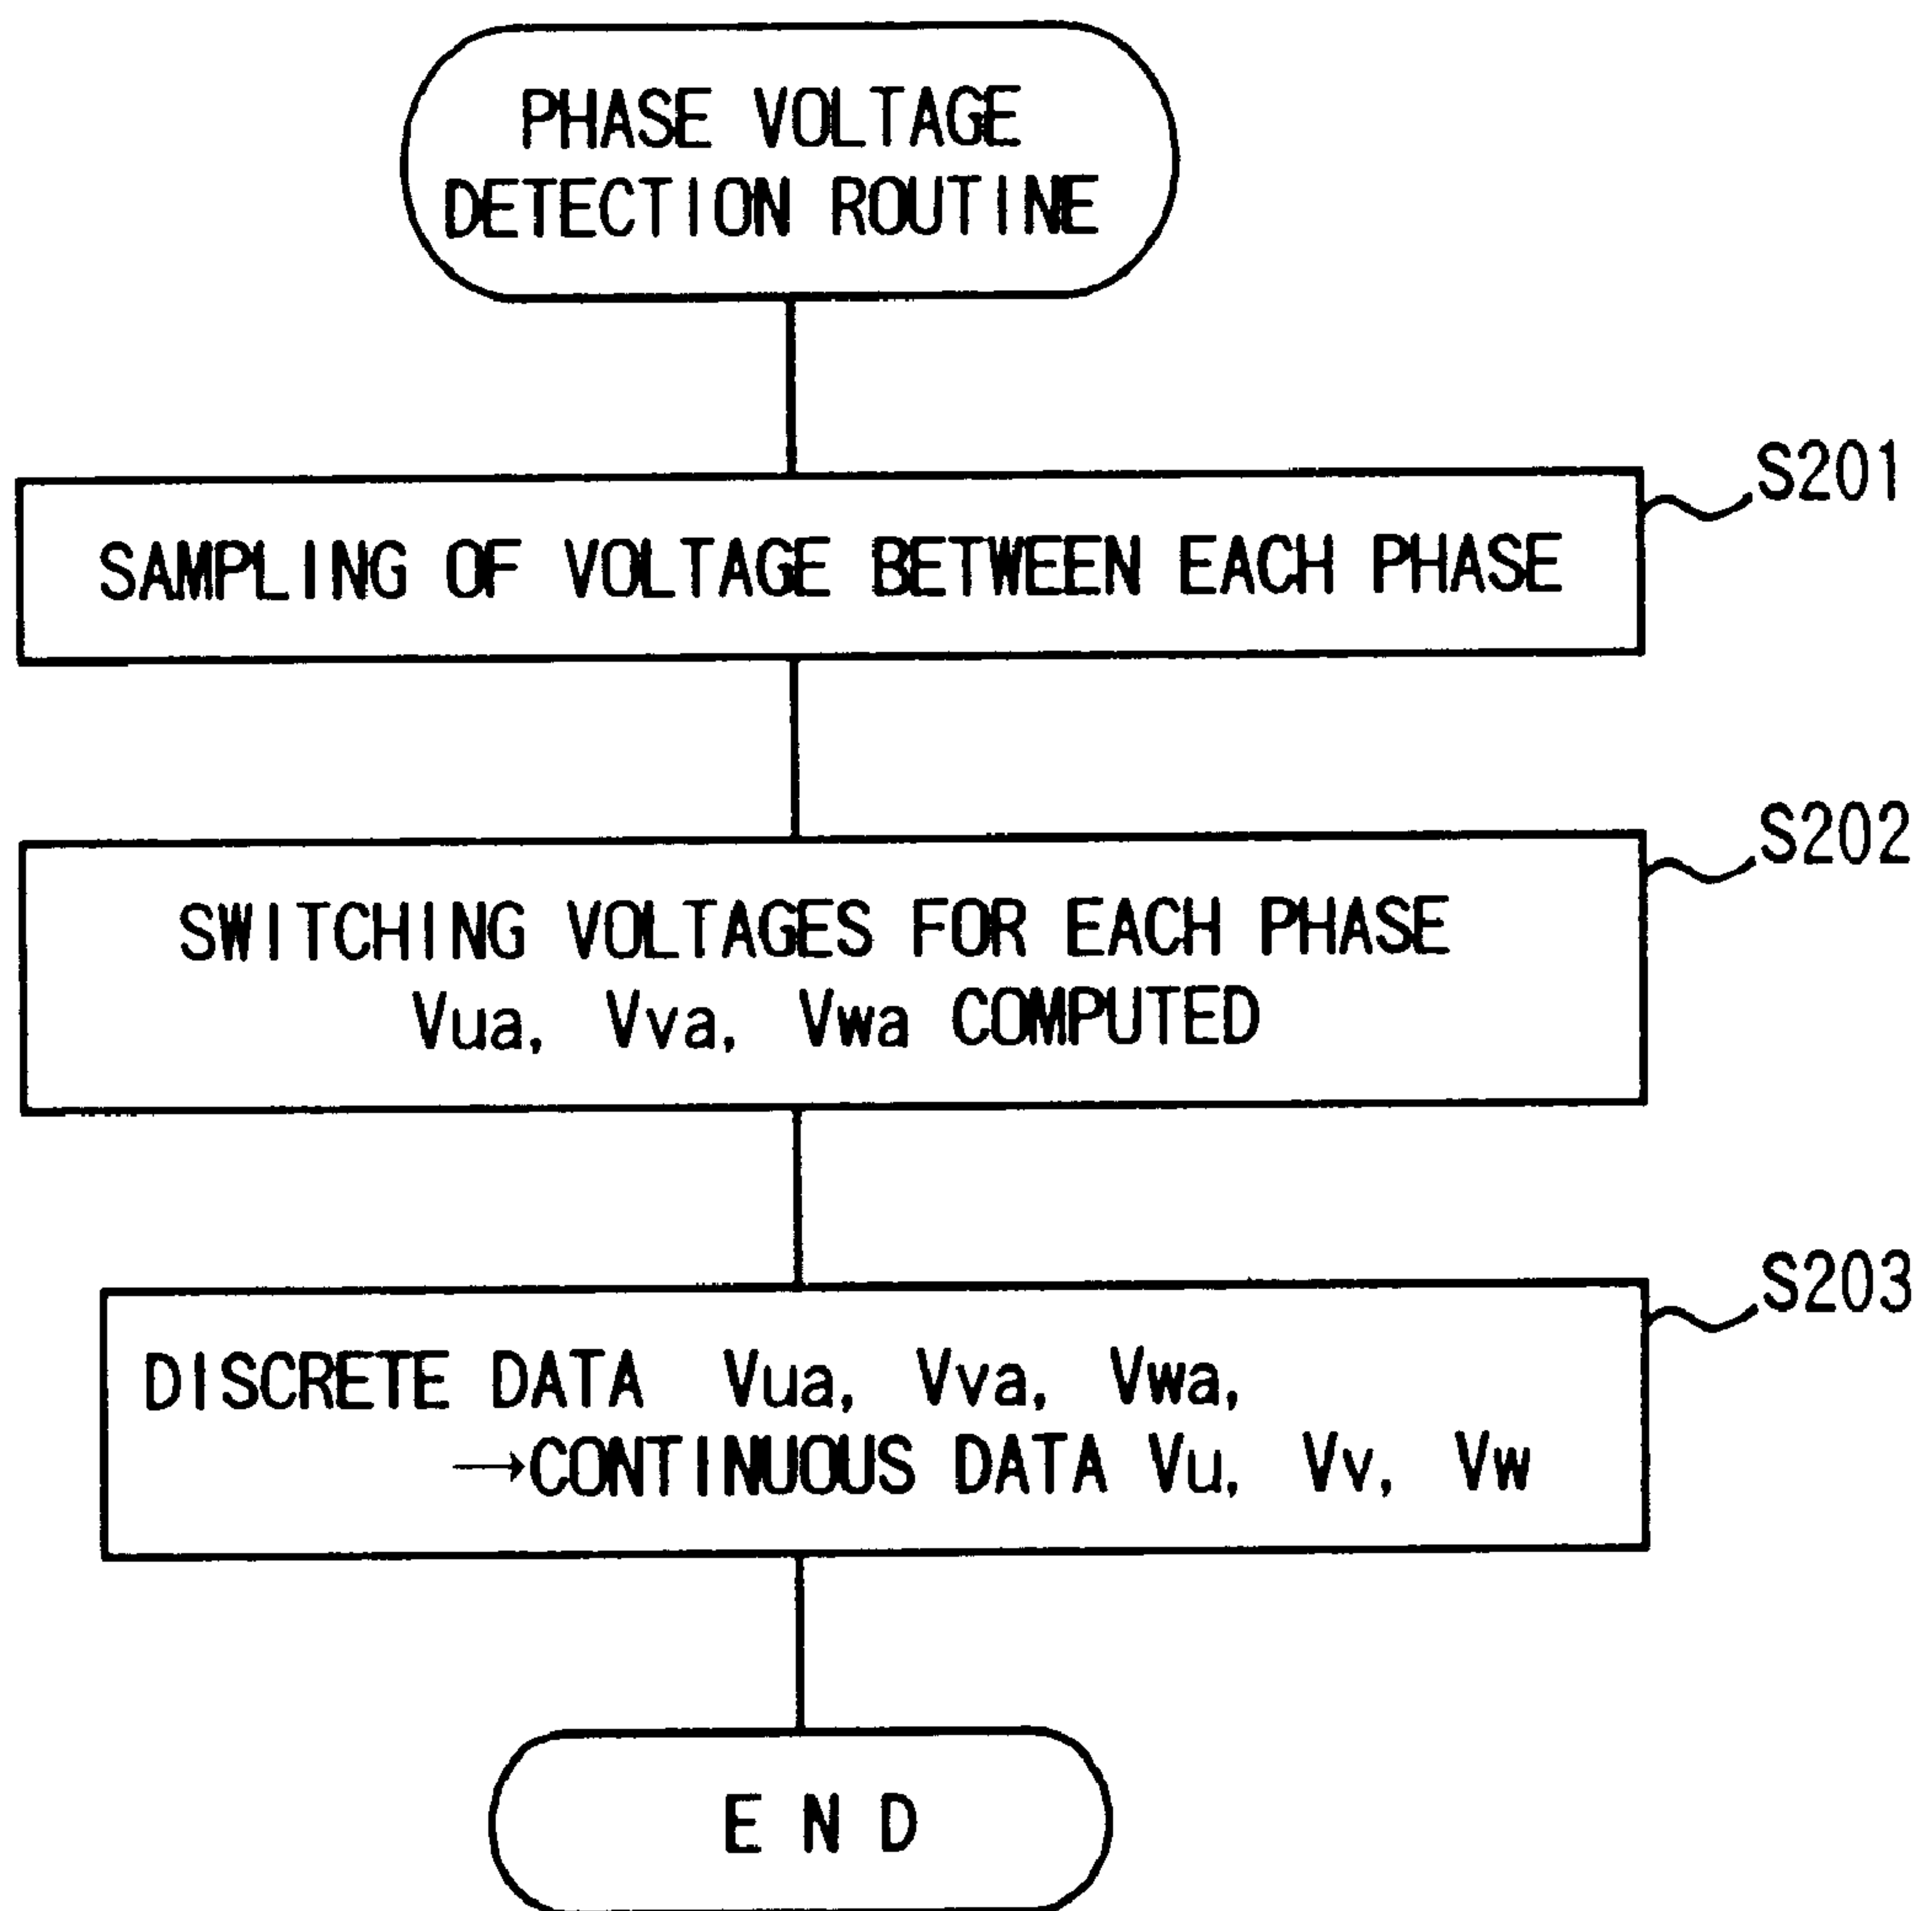 PHASE VOLTAGE
DETECTION ROUTINE
S201
SAMPLING OF VOLTAGE BETWEEN EACH PHASE
S202
SWITCHING VOLTAGES FOR EACH PHASE
Vua, Vva, Vwa COMPUTED
S203
DISCRETE DATA Vua, Vva, Vwa,
→CONTINUOUS DATA Vu, Vv, Vw
END